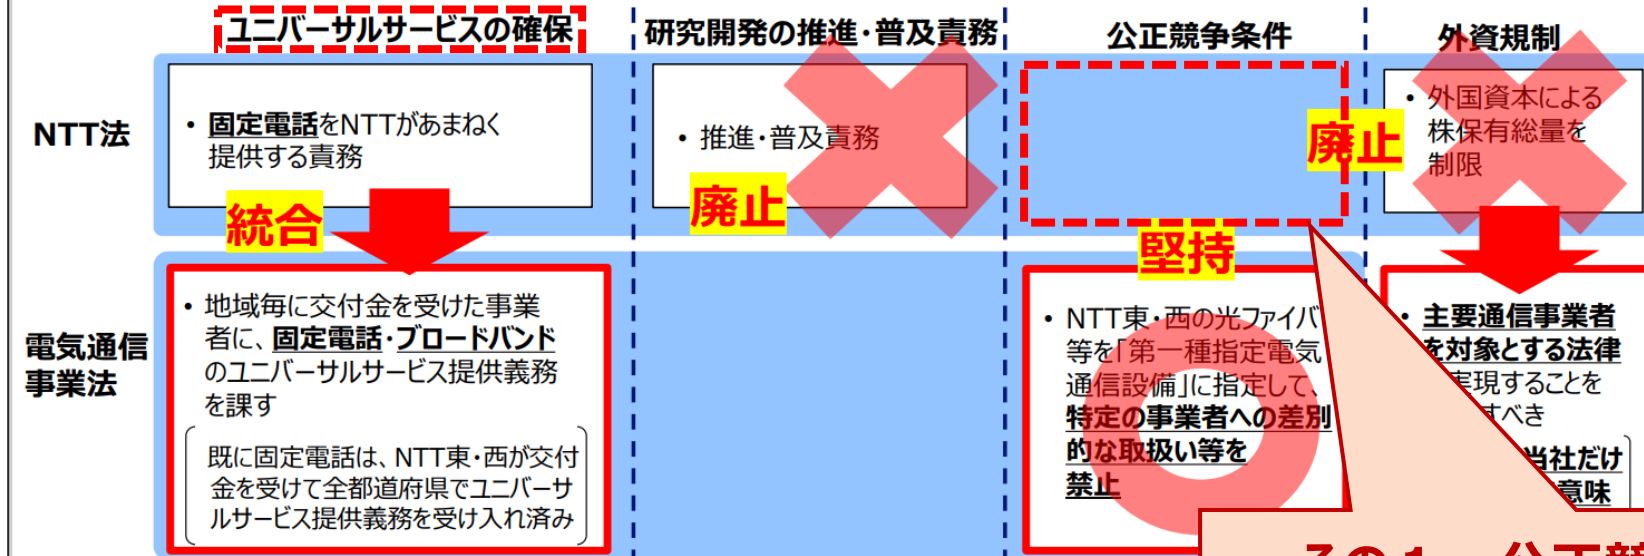 ユニバーサルサービスの確保
研究開発の推進・普及責務
公正競争条件
外資規制
NTT法
• 固定電話をNTTがあまねく
提供する責務
• 推進・普及責務
• 外国資本による
株保有総量を
制限
統合
廃止
廃止
堅持
電気通信
事業法
• 地域毎に交付金を受けた事業
者に、固定電話・ブロードバンド
のユニバーサルサービス提供義務
を課す
既に固定電話は、NTT東・西が交付
金を受けて全都道府県でユニバーサ
ルサービス提供義務を受け入れ済み
• NTT東・西の光ファイバ
等を「第一種指定電気
通信設備」に指定して、
特定の事業者への差別
的な取扱い等を
禁止
• 主要通信事業者
を対象とする法律
実現することを
すべき
当社だけ
意味
その1 公正競